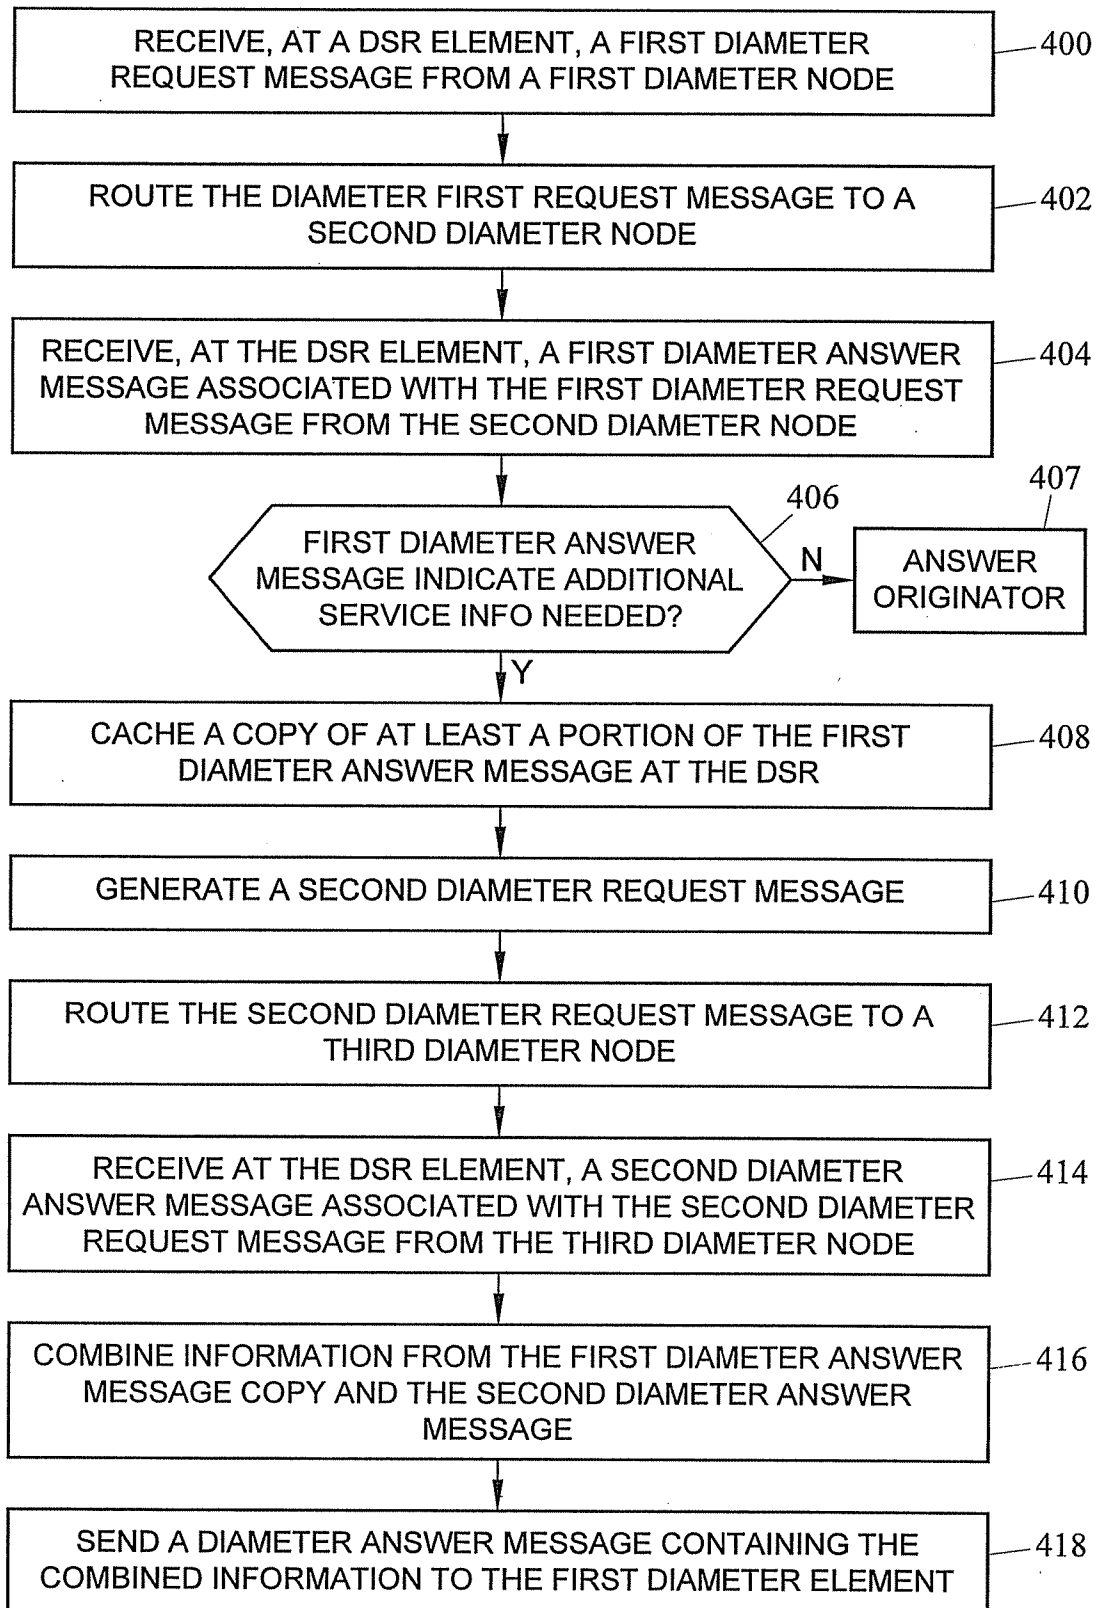 RECEIVE, AT A DSR ELEMENT, A FIRST DIAMETER
REQUEST MESSAGE FROM A FIRST DIAMETER NODE
400
ROUTE THE DIAMETER FIRST REQUEST MESSAGE TO A
SECOND DIAMETER NODE
402
RECEIVE, AT THE DSR ELEMENT, A FIRST DIAMETER ANSWER
MESSAGE ASSOCIATED WITH THE FIRST DIAMETER REQUEST
MESSAGE FROM THE SECOND DIAMETER NODE
404
FIRST DIAMETER ANSWER
MESSAGE INDICATE ADDITIONAL
SERVICE INFO NEEDED?
406
N
407
ANSWER
ORIGINATOR
Y
CACHE A COPY OF AT LEAST A PORTION OF THE FIRST
DIAMETER ANSWER MESSAGE AT THE DSR
408
GENERATE A SECOND DIAMETER REQUEST MESSAGE
410
ROUTE THE SECOND DIAMETER REQUEST MESSAGE TO A
THIRD DIAMETER NODE
412
RECEIVE AT THE DSR ELEMENT, A SECOND DIAMETER
ANSWER MESSAGE ASSOCIATED WITH THE SECOND DIAMETER
REQUEST MESSAGE FROM THE THIRD DIAMETER NODE
414
COMBINE INFORMATION FROM THE FIRST DIAMETER ANSWER
MESSAGE COPY AND THE SECOND DIAMETER ANSWER
MESSAGE
416
SEND A DIAMETER ANSWER MESSAGE CONTAINING THE
COMBINED INFORMATION TO THE FIRST DIAMETER ELEMENT
418